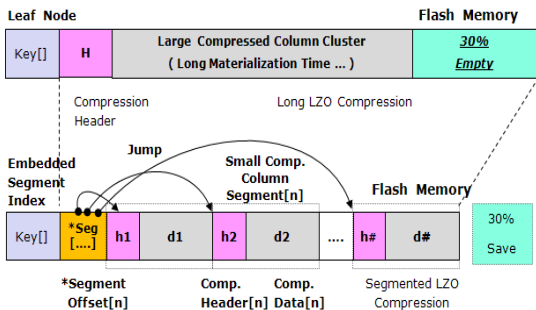 Leaf Node
Flash Memory
Key[]
H
Large Compressed Column Cluster
( Long Materialization Time ... )
30%
Empty
Compression
Header
Long LZO Compression
Embedded
Segment
Index
Jump
Small Comp.
Column
Segment[n]
Flash Memory
Key[]
*Seg
[....]
h1
d1
h2
d2
....
h#
d#
30%
Save
*Segment
Offset[n]
Comp.
Header[n]
Comp.
Data[n]
Segmented LZO
Compression